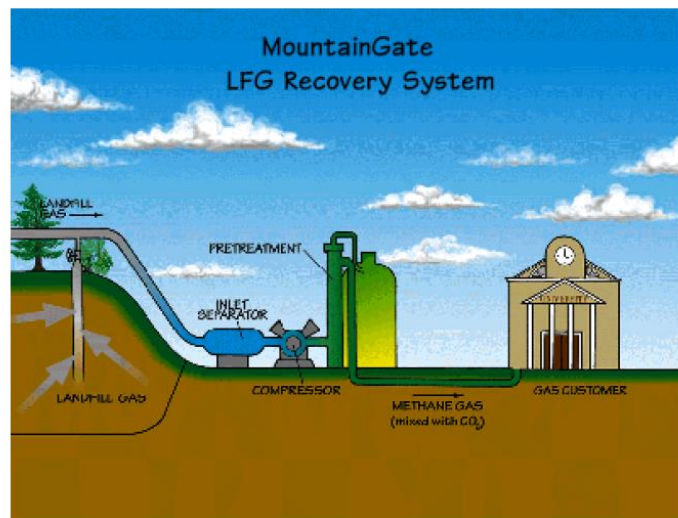 MountainGate
LFG Recovery System
LANDFILL
GAS
PRETREATMENT
INLET
SEPARATOR
UNIVERSITY
LANDFILL GAS
COMPRESSOR
METHANE GAS
(mixed with CO₂)
GAS CUSTOMER